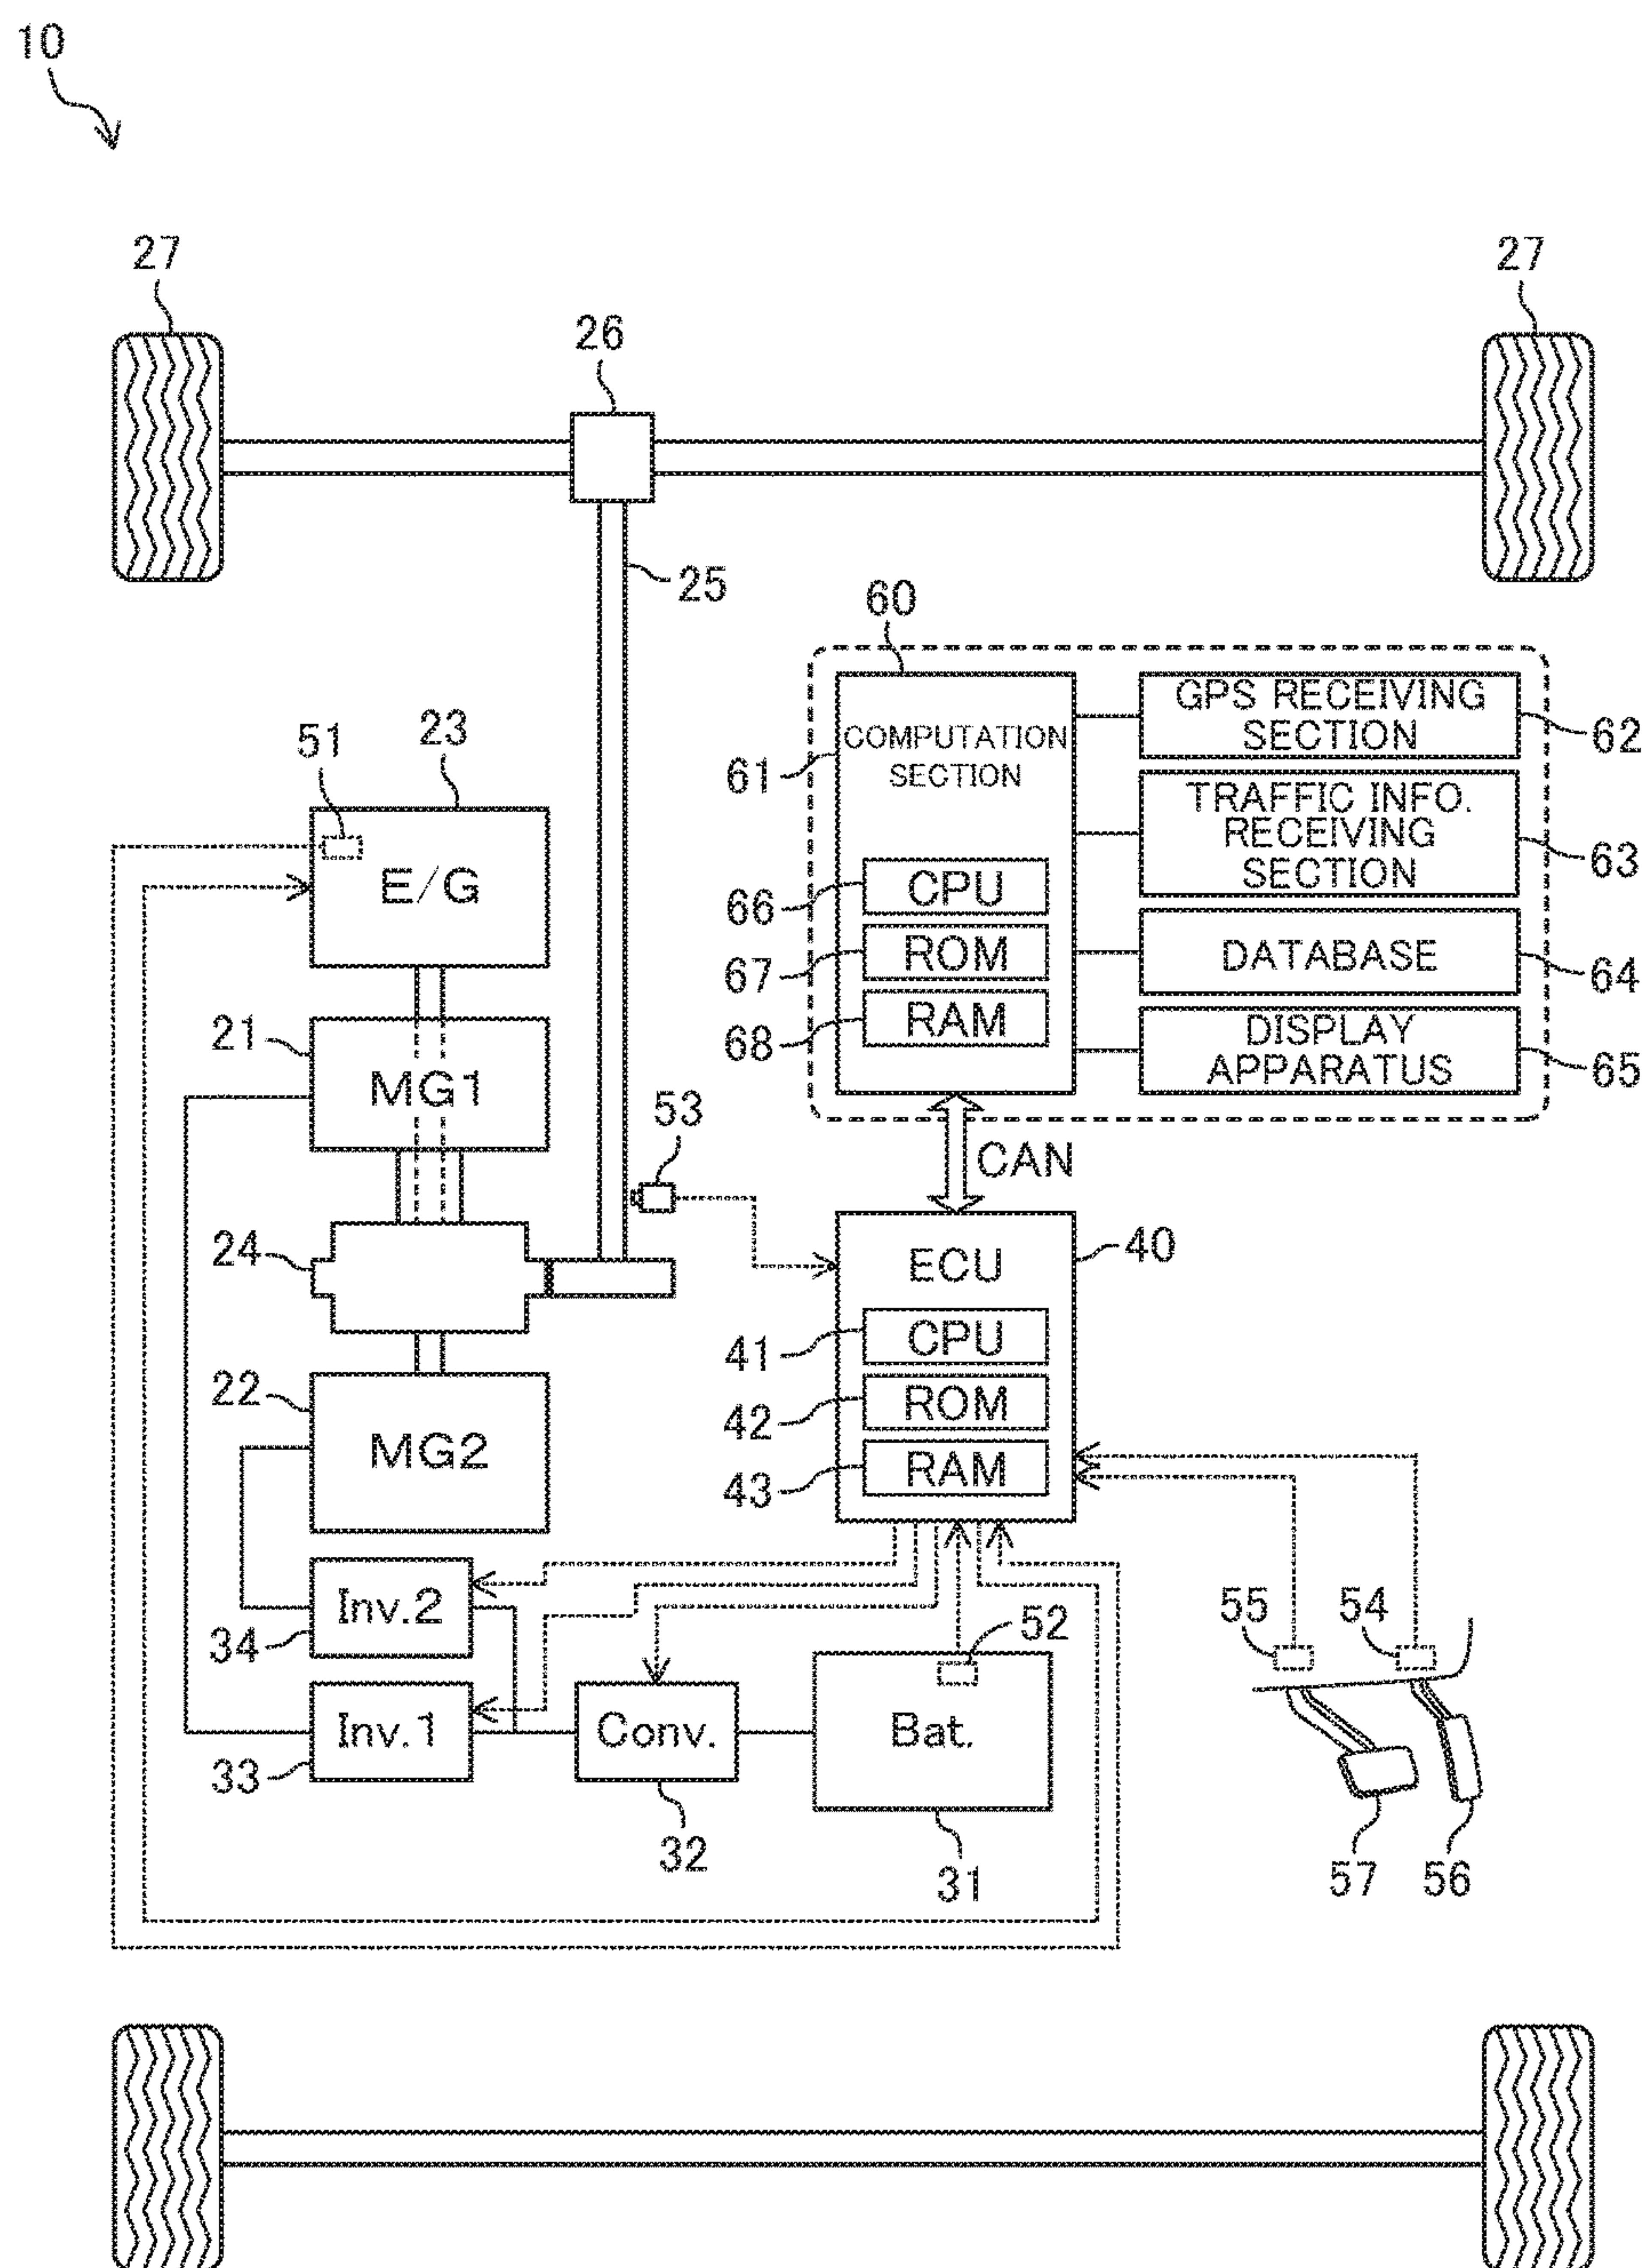 10
27
27
26
25
60
GPS RECEIVING
SECTION
62
COMPUTATION
SECTION
61
TRAFFIC INFO.
RECEIVING
SECTION
63
66
CPU
67
ROM
68
RAM
DATABASE
64
DISPLAY
APPARATUS
65
51
23
E/G
21
MG1
53
CAN
24
ECU
40
41
CPU
42
ROM
43
RAM
22
MG2
Inv.2
34
52
55
54
Inv.1
33
Conv.
32
Bat.
31
57
56